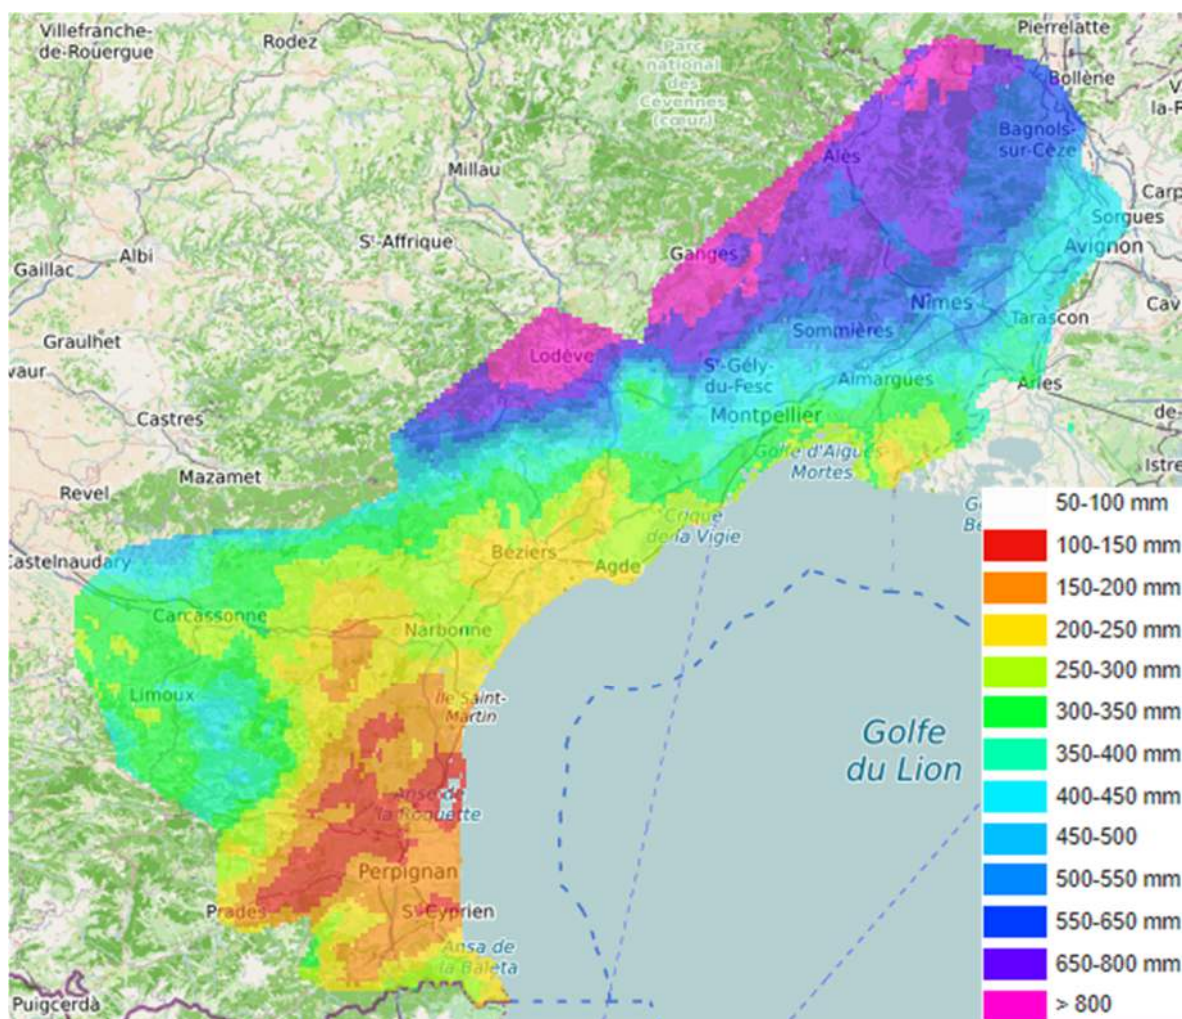 Villefranche-
de-Rouergue
Rodez
Parc
national
des
Cévennes
(cœur)
Pierrelatte
Bollène
V
la-R
Bagnols-
sur-Cèze
Alès
Millau
Carp
Sorgues
Avignon
Sᵗ-Affrique
Albi
Gaillac
Ganges
Cav
Nîmes
Tarascon
Sommières
Graulhet
vaur
Lodève
Sᵗ-Gély-
du-Fesc
Aimargues
Arles
Castres
Montpellier
de-
Golfe d'Aigues
Mortes
Mazamet
Istre
Revel
Crique
de la Vigie
Castelnaudary
Béziers
Agde
Carcassonne
Narbonne
Limoux
Île Saint-
Martin
Golfe
du Lion
Anse de
la Roquette
Perpignan
Prades
Sᵗ-Cyprien
Ansa de
la Baleta
Puigcerdà
G
Be
50-100 mm
100-150 mm
150-200 mm
200-250 mm
250-300 mm
300-350 mm
350-400 mm
400-450 mm
450-500
500-550 mm
550-650 mm
650-800 mm
> 800